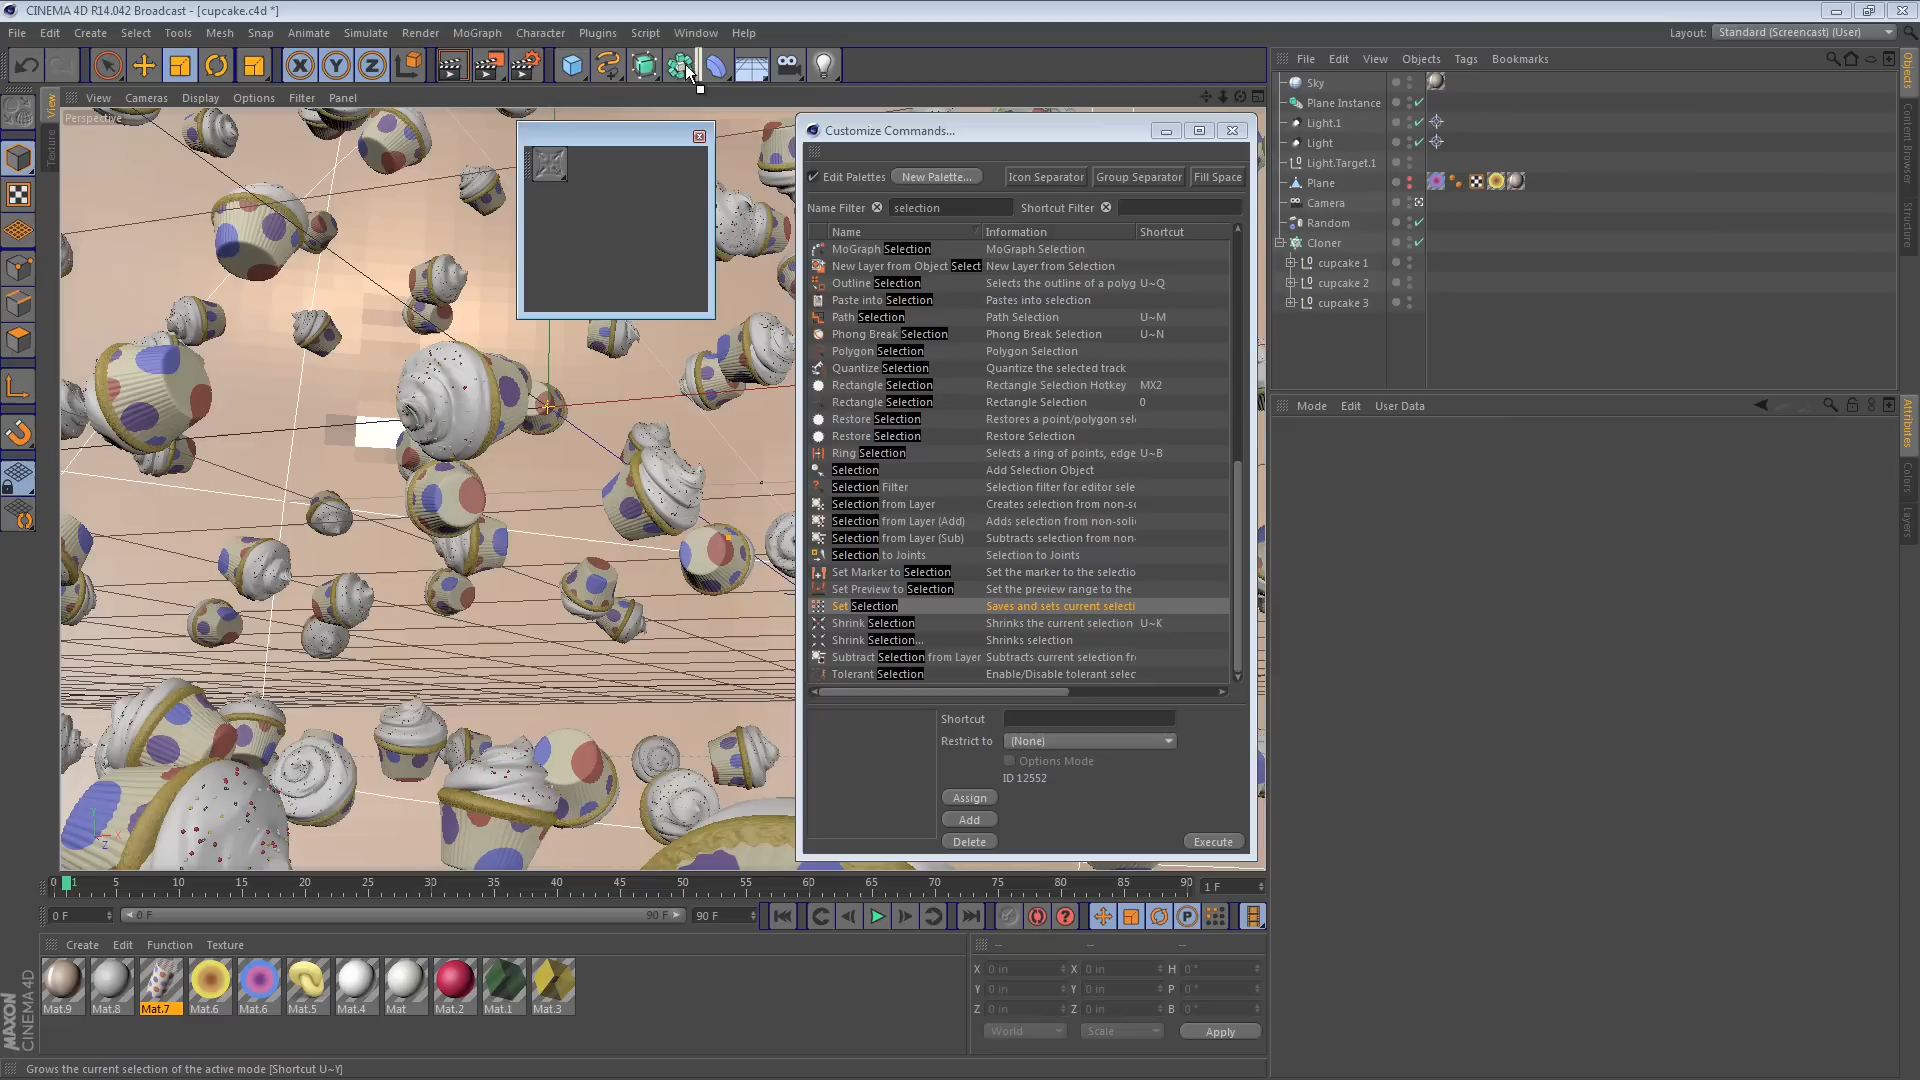 CINEMA 4D R14.042 Broadcast - [cupcake.c4d *]
File Edit Create Select Tools Mesh Snap Animate Simulate Render MoGraph Character Plugins Script Window Help
Layout: Standard (Screencast) (User)
X Y Z
View Cameras Display Options Filter Panel
Perspective
View
Texture
Customize Commands...
Edit Palettes New Palette... Icon Separator Group Separator Fill Space
Name Filter selection Shortcut Filter
Name Information Shortcut
MoGraph Selection MoGraph Selection
New Layer from Object Select New Layer from Selection
Outline Selection Selects the outline of a polyg U~Q
Paste into Selection Pastes into selection
Path Selection Path Selection U~M
Phong Break Selection Phong Break Selection U~N
Polygon Selection Polygon Selection
Quantize Selection Quantize the selected track
Rectangle Selection Rectangle Selection Hotkey MX2
Rectangle Selection Rectangle Selection 0
Restore Selection Restores a point/polygon sel
Restore Selection Restore Selection
Ring Selection Selects a ring of points, edge U~B
Selection Add Selection Object
Selection Filter Selection filter for editor sele
Selection from Layer Creates selection from non-s
Selection from Layer (Add) Adds selection from non-soli
Selection from Layer (Sub) Subtracts selection from non-
Selection to Joints Selection to Joints
Set Marker to Selection Set the marker to the selectio
Set Preview to Selection Set the preview range to the
Set Selection Saves and sets current selecti
Shrink Selection Shrinks the current selection U~K
Shrink Selection... Shrinks selection
Subtract Selection from Layer Subtracts current selection fr
Tolerant Selection Enable/Disable tolerant selec
Shortcut
Restrict to (None)
Options Mode
ID 12552
Assign
Add
Delete Execute
File Edit View Objects Tags Bookmarks
Sky
Plane Instance
Light.1
Light
Light.Target.1
Plane
Camera
Random
Cloner
cupcake 1
cupcake 2
cupcake 3
Objects
Content Browser
Structure
Mode Edit User Data
Attributes
Colors
Layers
Y X Z
0 1 5 10 15 20 25 30 35 40 45 50 55 60 65 70 75 80 85 90 1 F
0 F 0 F 90 F 90 F
P
Create Edit Function Texture
Mat.9 Mat.8 Mat.7 Mat.6 Mat.6 Mat.5 Mat.4 Mat Mat.2 Mat.1 Mat.3
-- -- --
X 0 in X 0 in H 0 °
Y 0 in Y 0 in P 0 °
Z 0 in Z 0 in B 0 °
World Scale Apply
MAXON
CINEMA 4D
Grows the current selection of the active mode [Shortcut U~Y]